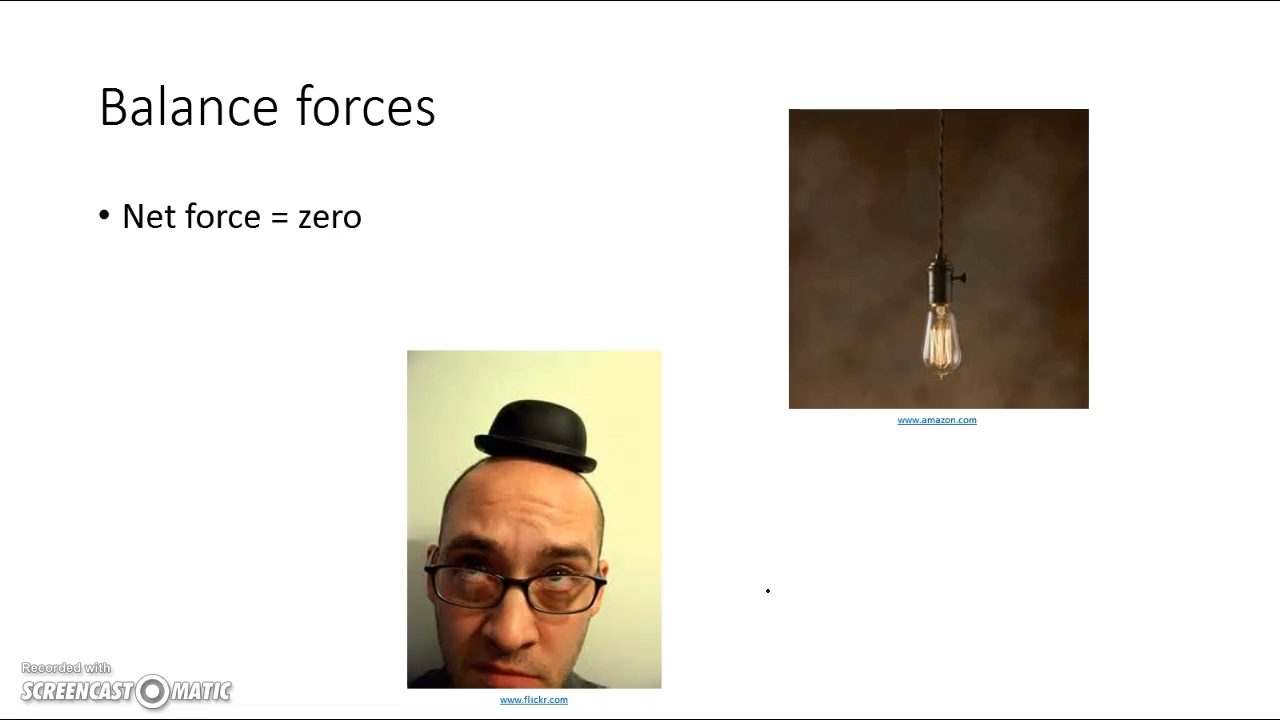 Balance forces
• Net force = zero
www.amazon.com
www.flickr.com
Recorded with
SCREENCAST MATIC